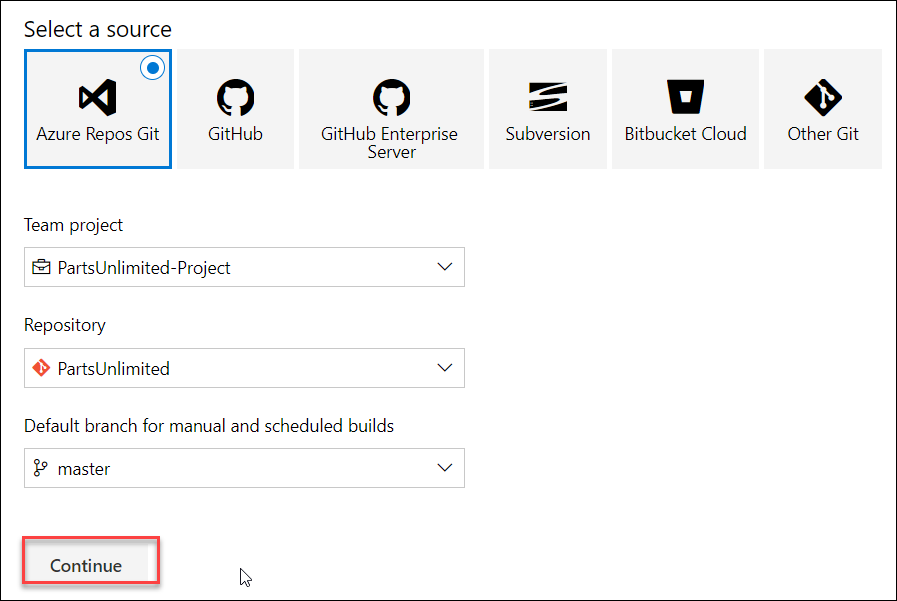 Select a source
Azure Repos Git
GitHub
GitHub Enterprise
Server
Subversion
Bitbucket Cloud
Other Git
Team project
PartsUnlimited-Project
Repository
PartsUnlimited
Default branch for manual and scheduled builds
master
Continue